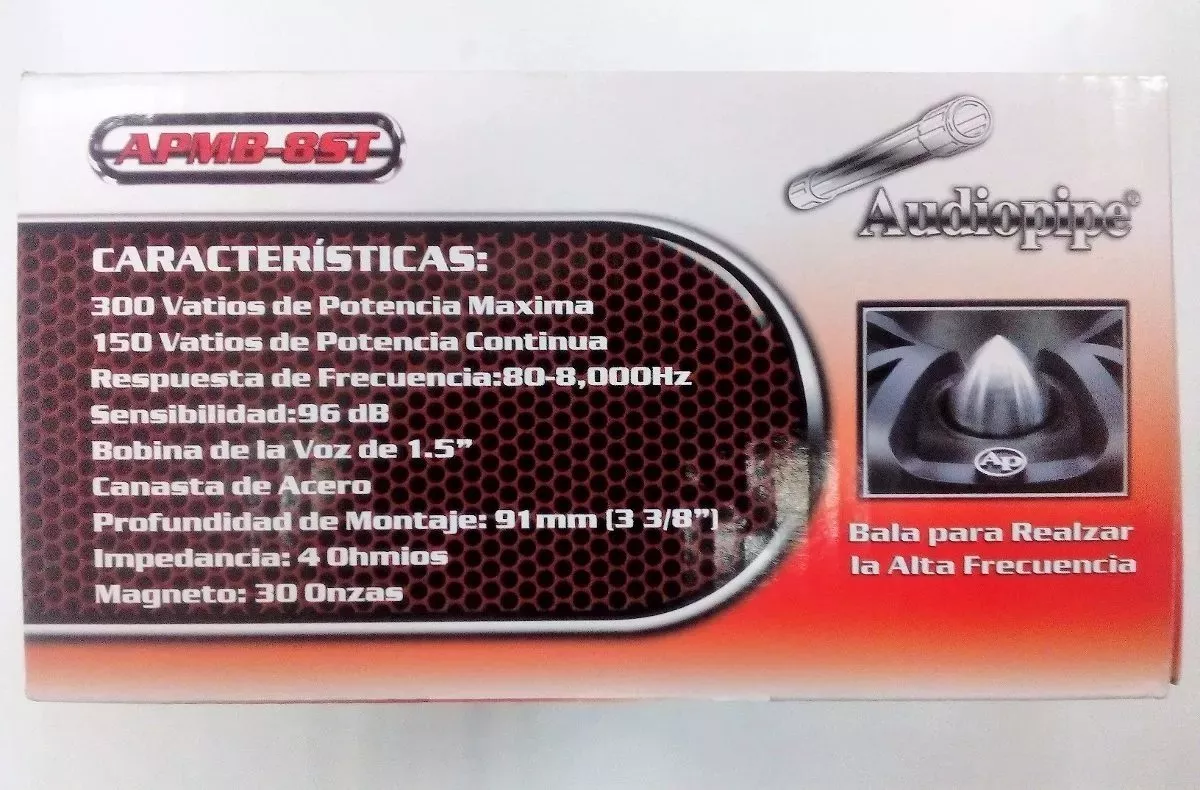 APMB-8ST
Audiopipe®
CARACTERÍSTICAS:
300 Vatios de Potencia Maxima
150 Vatios de Potencia Continua
Respuesta de Frecuencia:80-8,000Hz
Sensibilidad:96 dB
Bobina de la Voz de 1.5”
Canasta de Acero
Profundidad de Montaje: 91mm (3 3/8”)
Impedancia: 4 Ohmios
Magneto: 30 Onzas
Ap
Bala para Realzar
la Alta Frecuencia